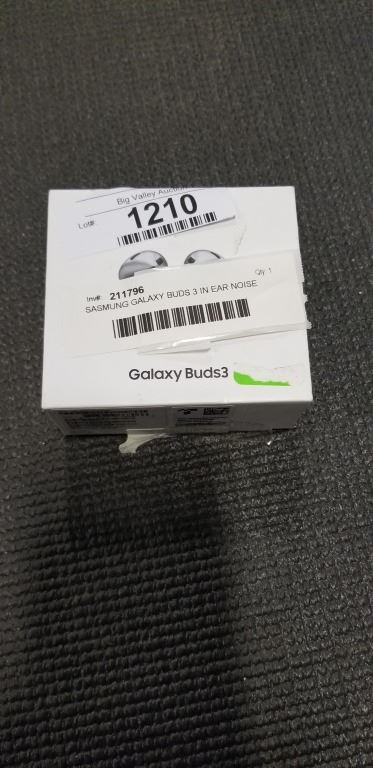 Big Valley Auction
Lot#: 1210
Inv#: 211796
Qty: 1
SASMUNG GALAXY BUDS 3 IN EAR NOISE
Galaxy Buds3